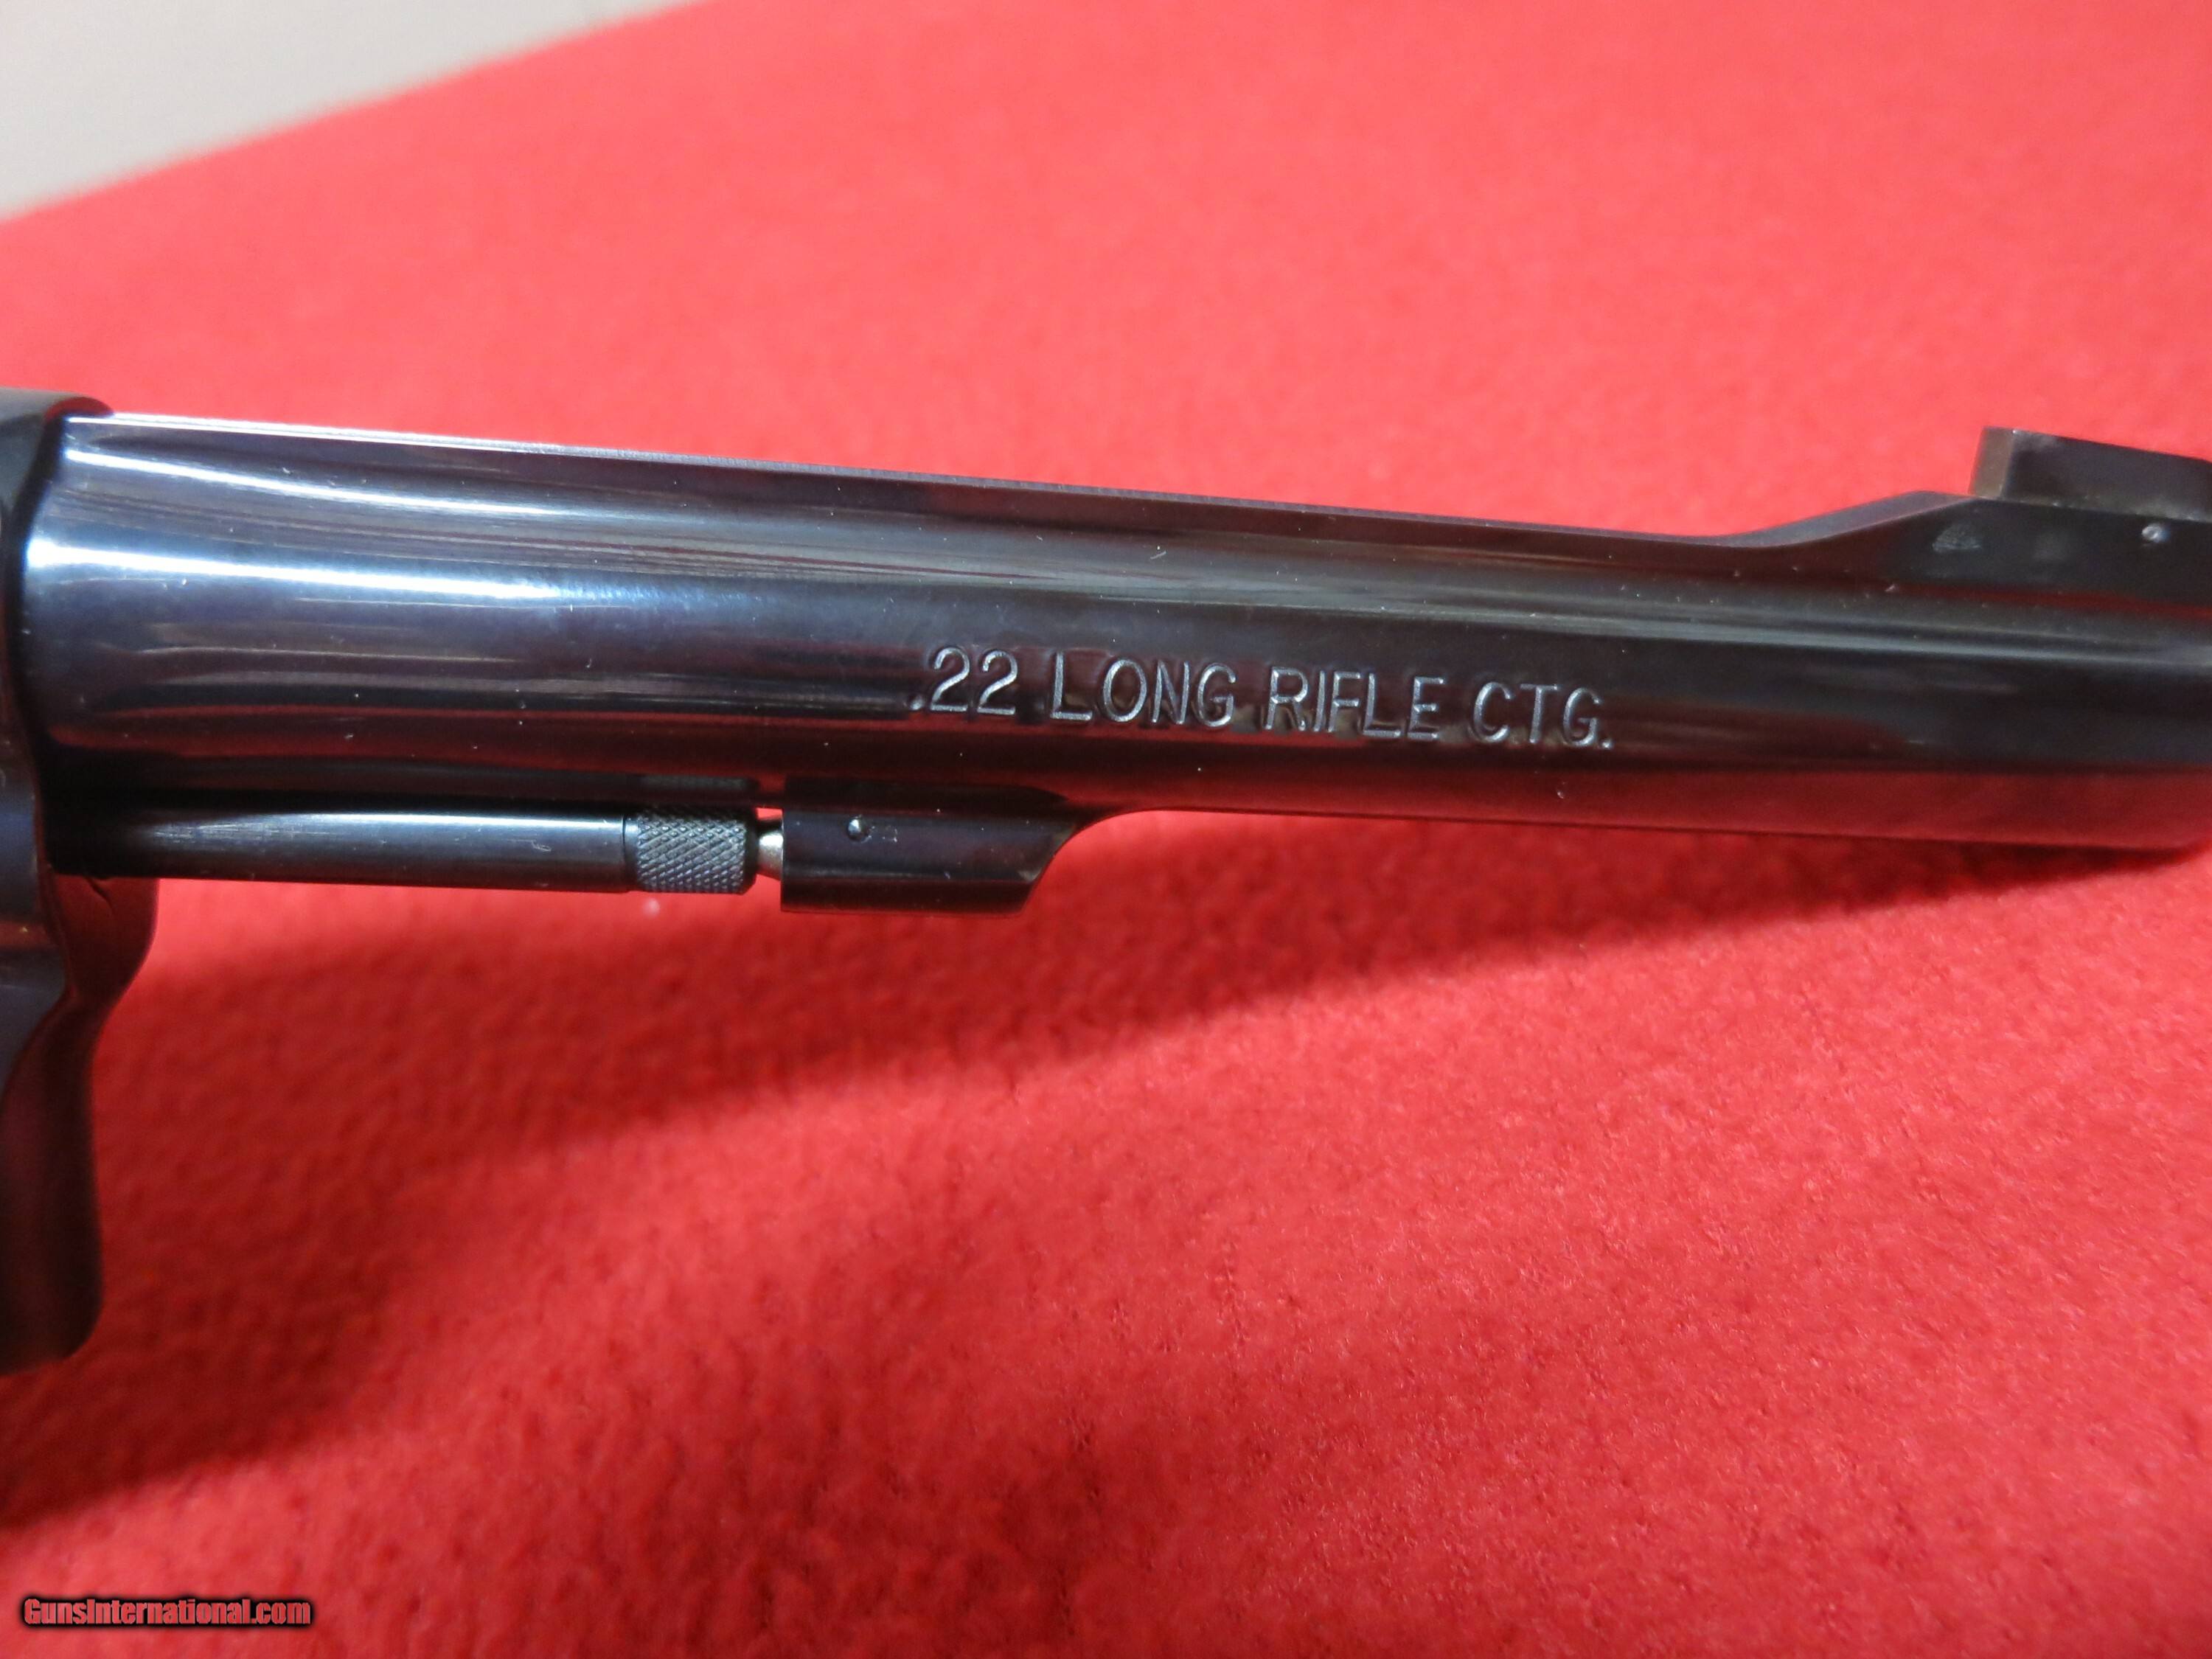 .22 LONG RIFLE CTG.
GunsInternational.com